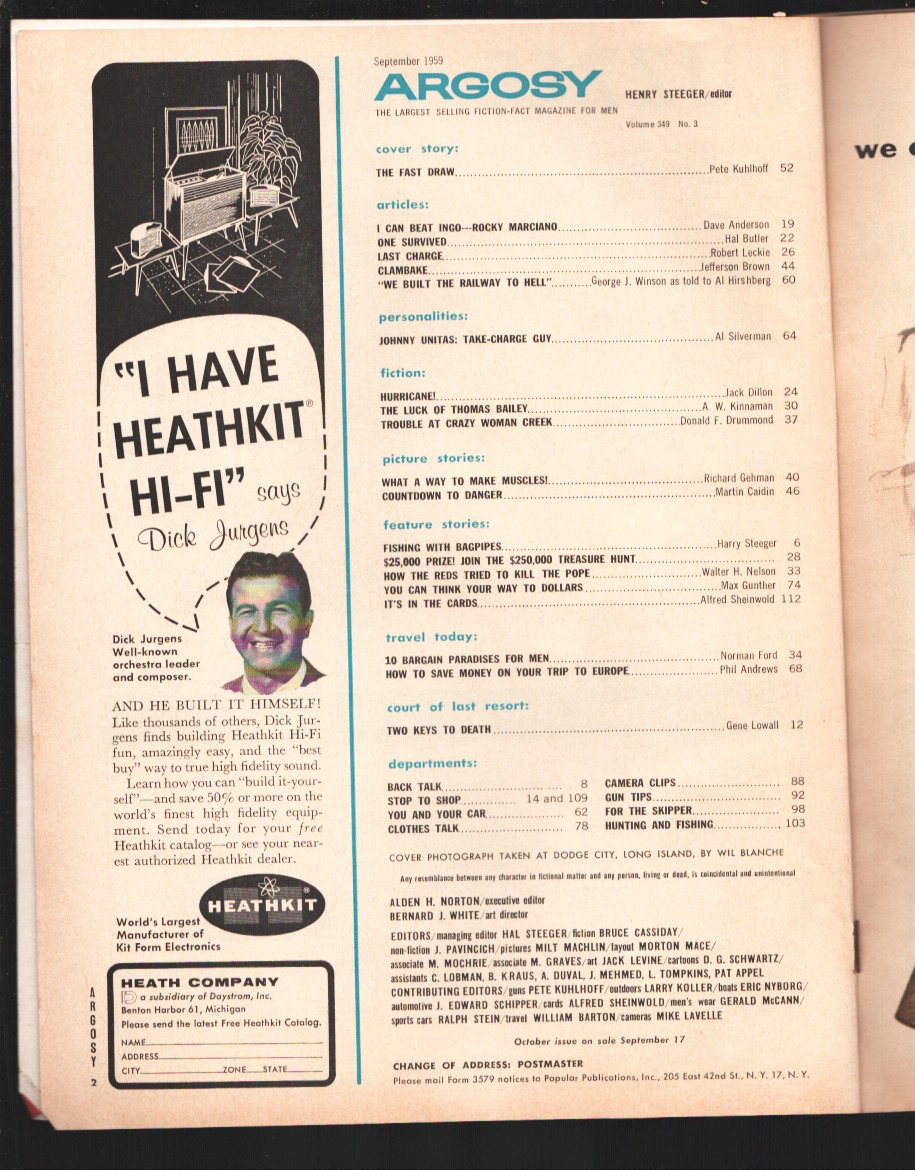 "I HAVE
HEATHKIT®
HI-FI" says
Dick Jurgens
Dick Jurgens
Well-known
orchestra leader
and composer.
AND HE BUILT IT HIMSELF!
Like thousands of others, Dick Jur-
gens finds building Heathkit Hi-Fi
fun, amazingly easy, and the "best
buy" way to true high fidelity sound.
Learn how you can "build it-your-
self"—and save 50% or more on the
world's finest high fidelity equip-
ment. Send today for your free
Heathkit catalog—or see your near-
est authorized Heathkit dealer.
HEATHKIT®
World's Largest
Manufacturer of
Kit Form Electronics
HEATH COMPANY
a subsidiary of Daystrom, Inc.
Benton Harbor 61, Michigan
Please send the latest Free Heathkit Catalog.
NAME
ADDRESS
CITY ZONE STATE
ARGOSY
2
September 1959
ARGOSY
HENRY STEEGER/editor
THE LARGEST SELLING FICTION-FACT MAGAZINE FOR MEN
Volume 349 No. 3
cover story:
THE FAST DRAW Pete Kuhlhoff 52
articles:
I CAN BEAT INGO---ROCKY MARCIANO Dave Anderson 19
ONE SURVIVED Hal Butler 22
LAST CHARGE Robert Leckie 26
CLAMBAKE Jefferson Brown 44
"WE BUILT THE RAILWAY TO HELL" George J. Winson as told to Al Hirshberg 60
personalities:
JOHNNY UNITAS: TAKE-CHARGE GUY Al Silverman 64
fiction:
HURRICANE! Jack Dillon 24
THE LUCK OF THOMAS BAILEY A. W. Kinnaman 30
TROUBLE AT CRAZY WOMAN CREEK Donald F. Drummond 37
picture stories:
WHAT A WAY TO MAKE MUSCLES! Richard Gehman 40
COUNTDOWN TO DANGER Martin Caidin 46
feature stories:
FISHING WITH BAGPIPES Harry Steeger 6
$25,000 PRIZE! JOIN THE $250,000 TREASURE HUNT 28
HOW THE REDS TRIED TO KILL THE POPE Walter H. Nelson 33
YOU CAN THINK YOUR WAY TO DOLLARS Max Gunther 74
IT'S IN THE CARDS Alfred Sheinwold 112
travel today:
10 BARGAIN PARADISES FOR MEN Norman Ford 34
HOW TO SAVE MONEY ON YOUR TRIP TO EUROPE Phil Andrews 68
court of last resort:
TWO KEYS TO DEATH Gene Lowall 12
departments:
BACK TALK 8
STOP TO SHOP 14 and 109
YOU AND YOUR CAR 62
CLOTHES TALK 78
CAMERA CLIPS 88
GUN TIPS 92
FOR THE SKIPPER 98
HUNTING AND FISHING 103
COVER PHOTOGRAPH TAKEN AT DODGE CITY, LONG ISLAND, BY WIL BLANCHE
Any resemblance between any character in fictional matter and any person, living or dead, is coincidental and unintentional
ALDEN H. NORTON/executive editor
BERNARD J. WHITE/art director
EDITORS/managing editor HAL STEEGER/fiction BRUCE CASSIDAY/
non-fiction J. PAVINCICH/pictures MILT MACHLIN/layout MORTON MACE/
associate M. MOCHRIE/associate M. GRAVES/art JACK LEVINE/cartoons D. G. SCHWARTZ/
assistants C. LOBMAN, B. KRAUS, A. DUVAL, J. MEHMED, L. TOMPKINS, PAT APPEL
CONTRIBUTING EDITORS/guns PETE KUHLHOFF/outdoors LARRY KOLLER/boats ERIC NYBORG/
automotive J. EDWARD SCHIPPER/cards ALFRED SHEINWOLD/men's wear GERALD McCANN/
sports cars RALPH STEIN/travel WILLIAM BARTON/cameras MIKE LAVELLE
October issue on sale September 17
CHANGE OF ADDRESS: POSTMASTER
Please mail Form 3579 notices to Popular Publications, Inc., 205 East 42nd St., N. Y. 17, N. Y.
we